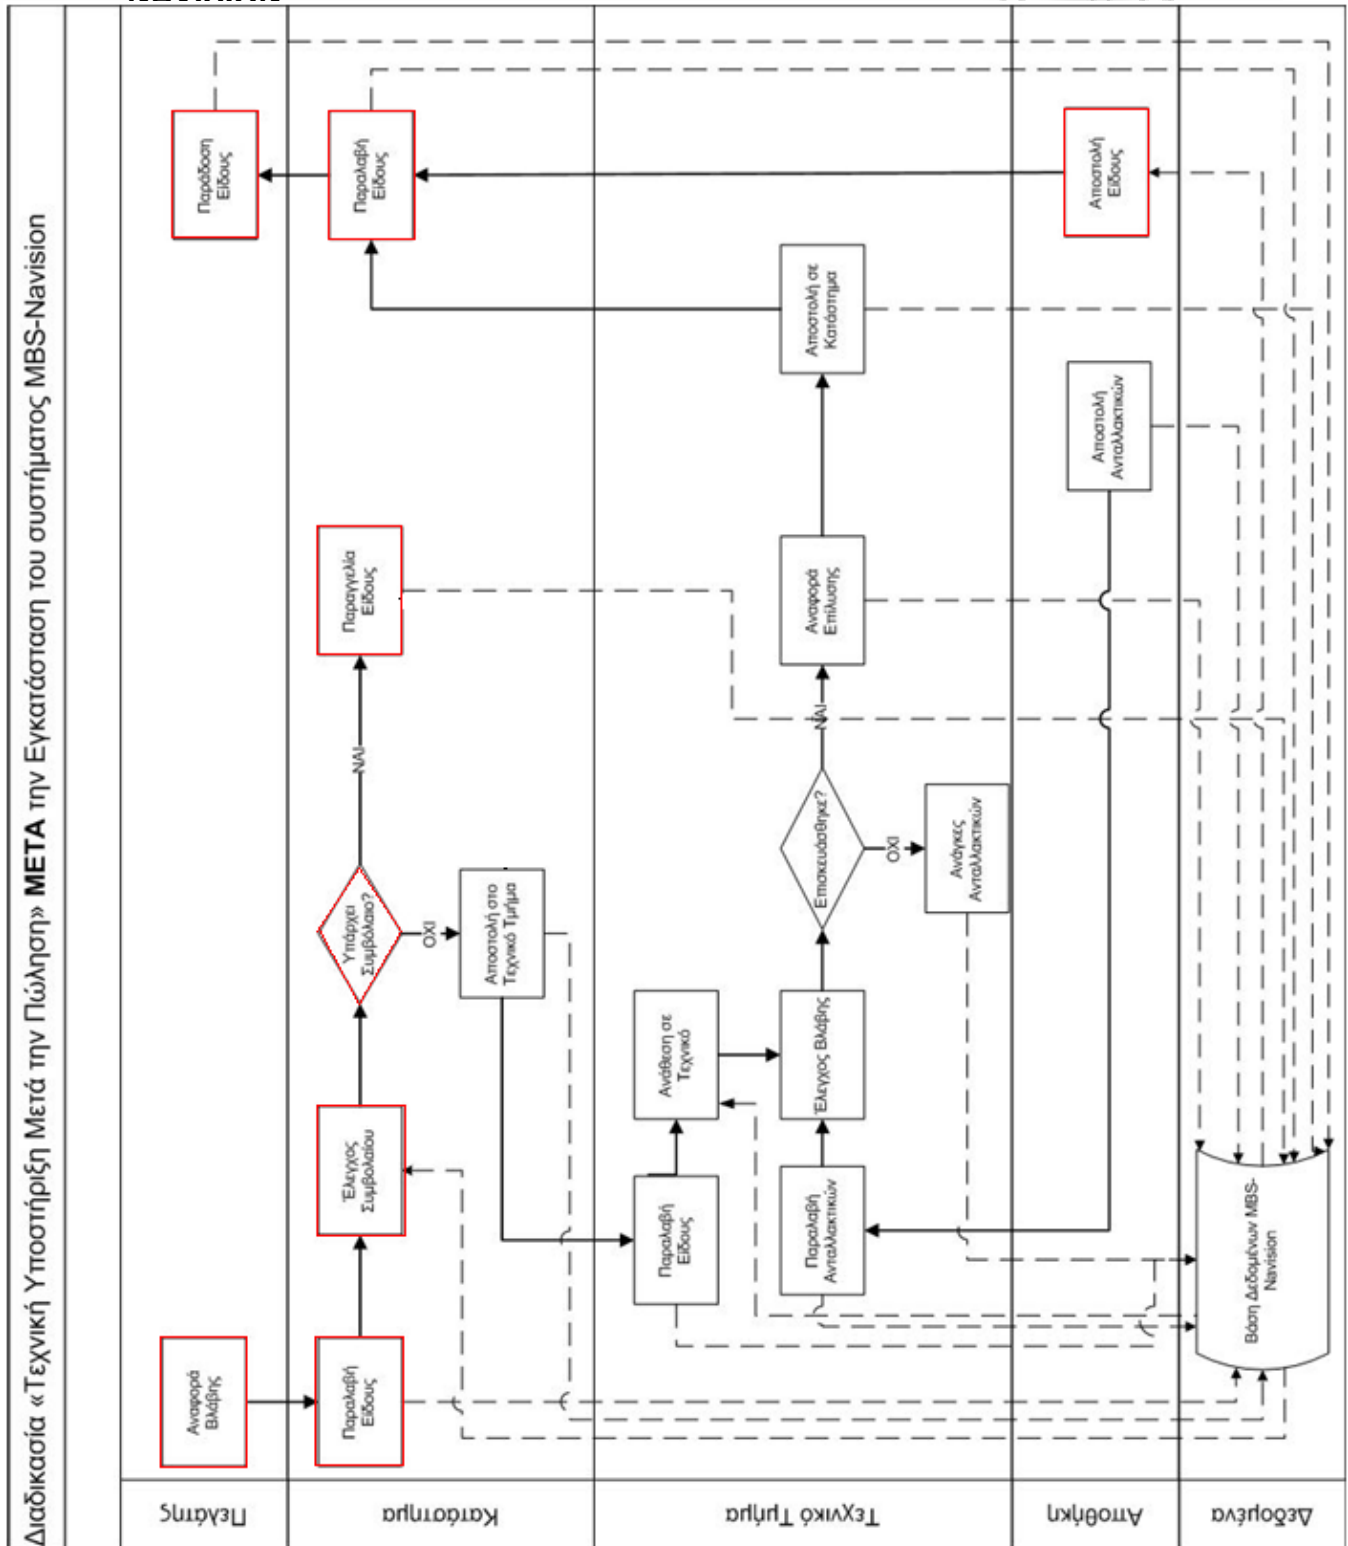 Διαδικασία «Τεχνική Υποστήριξη Μετά την Πώληση» ΜΕΤΑ την Εγκατάσταση του συστήματος MBS-Navision
Πελάτης
Αναφορά
Βλάβης
Παράδοση
Είδους
Κατάστημα
Παραλαβή
Είδους
Έλεγχος
Συμβολαίου
Υπάρχει
Συμβόλαιο?
ΝΑΙ
Παραγγελία
Είδους
Παραλαβή
Είδους
ΟΧΙ
Αποστολή στο
Τεχνικό Τμήμα
Τεχνικό Τμήμα
Παραλαβή
Είδους
Ανάθεση σε
Τεχνικό
Παραλαβή
Ανταλλακτικών
Έλεγχος Βλάβης
Επισκευάσθηκε?
ΝΑΙ
Αναφορά
Επίλυσης
Αποστολή σε
Κατάστημα
ΟΧΙ
Ανάγκες
Ανταλλακτικών
Αποθήκη
Αποστολή
Ανταλλακτικών
Αποστολή
Είδους
Δεδομένα
Βάση Δεδομένων MBS-
Navision